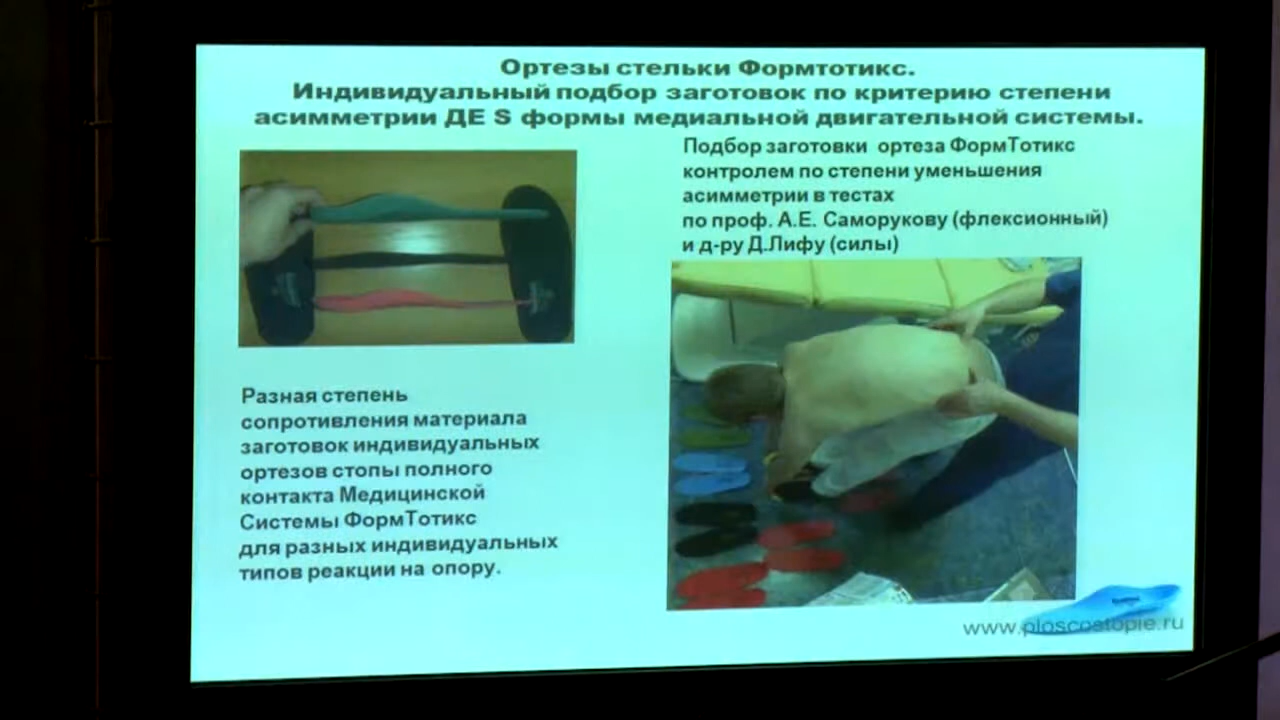 Ортезы стельки Формтотикс.
Индивидуальный подбор заготовок по критерию степени
асимметрии ДЕ S формы медиальной двигательной системы.
Подбор заготовки ортеза ФормТотикс
контролем по степени уменьшения
асимметрии в тестах
по проф. А.Е. Саморукову (флексионный)
и д-ру Д.Лифу (силы)
Разная степень
сопротивления материала
заготовок индивидуальных
ортезов стопы полного
контакта Медицинской
Системы ФормТотикс
для разных индивидуальных
типов реакции на опору.
www.ploscostopie.ru